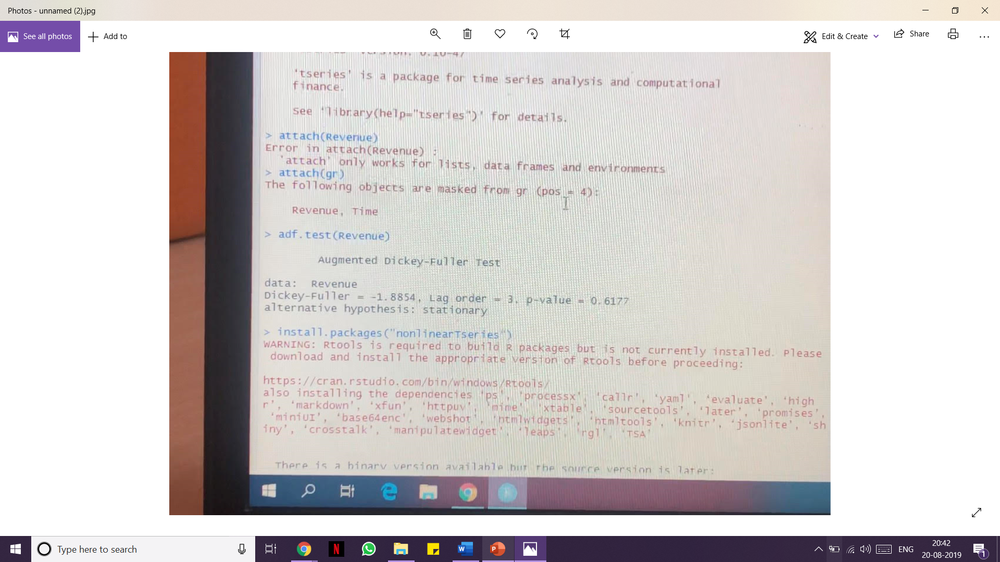 Photos - unnamed (2).jpg
See all photos
Add to
Edit & Create
Share
version: 0.10-47
'tseries' is a package for time series analysis and computational
finance.
See 'library(help="tseries")' for details.
> attach(Revenue)
Error in attach(Revenue) :
'attach' only works for lists, data frames and environments
> attach(gr)
The following objects are masked from gr (pos = 4):
Revenue, Time
> adf.test(Revenue)
Augmented Dickey-Fuller Test
data: Revenue
Dickey-Fuller = -1.8854, Lag order = 3, p-value = 0.6177
alternative hypothesis: stationary
> install.packages("nonlinearTseries")
WARNING: Rtools is required to build R packages but is not currently installed. Please
download and install the appropriate version of Rtools before proceeding:
https://cran.rstudio.com/bin/windows/Rtools/
also installing the dependencies 'ps', 'processx', 'callr', 'yaml', 'evaluate', 'high
r', 'markdown', 'xfun', 'httpuv', 'mime', 'xtable', 'sourcetools', 'later', 'promises',
'miniUI', 'base64enc', 'webshot', 'htmlwidgets', 'htmltools', 'knitr', 'jsonlite', 'sh
iny', 'crosstalk', 'manipulatewidget', 'leaps', 'rgl', 'TSA'
There is a binary version available but the source version is later:
Type here to search
ENG
20:42
20-08-2019
1